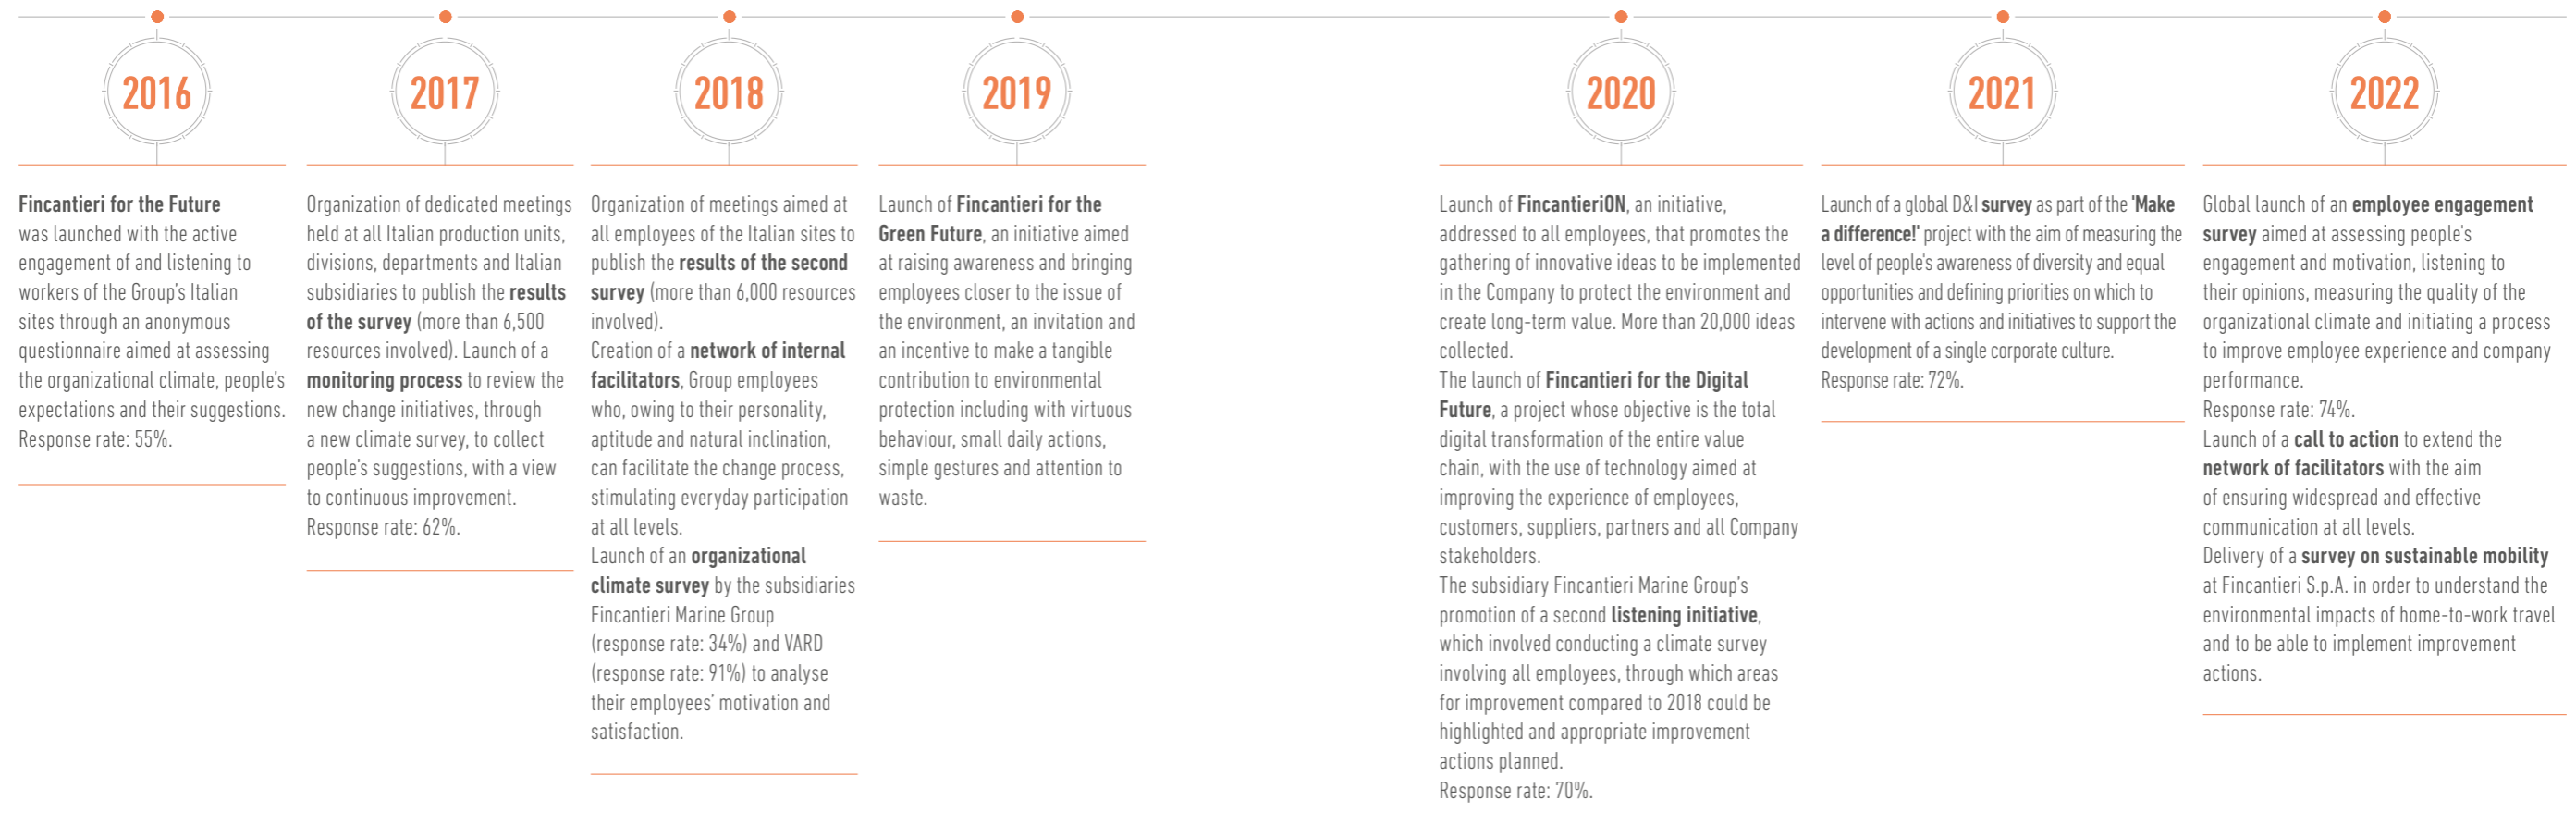 2016
Fincantieri for the Future
was launched with the active
engagement of and listening to
workers of the Group's Italian
sites through an anonymous
questionnaire aimed at assessing
the organizational climate, people's
expectations and their suggestions.
Response rate: 55%.
2017
Organization of dedicated meetings
held at all Italian production units,
divisions, departments and Italian
subsidiaries to publish the results
of the survey (more than 6,500
resources involved). Launch of a
monitoring process to review the
new change initiatives, through
a new climate survey, to collect
people's suggestions, with a view
to continuous improvement.
Response rate: 62%.
2018
Organization of meetings aimed at
all employees of the Italian sites to
publish the results of the second
survey (more than 6,000 resources
involved).
Creation of a network of internal
facilitators, Group employees
who, owing to their personality,
aptitude and natural inclination,
can facilitate the change process,
stimulating everyday participation
at all levels.
Launch of an organizational
climate survey by the subsidiaries
Fincantieri Marine Group
(response rate: 34%) and VARD
(response rate: 91%) to analyse
their employees' motivation and
satisfaction.
2019
Launch of Fincantieri for the
Green Future, an initiative aimed
at raising awareness and bringing
employees closer to the issue of
the environment, an invitation and
an incentive to make a tangible
contribution to environmental
protection including with virtuous
behaviour, small daily actions,
simple gestures and attention to
waste.
2020
Launch of FincantieriON, an initiative,
addressed to all employees, that promotes the
gathering of innovative ideas to be implemented
in the Company to protect the environment and
create long-term value. More than 20,000 ideas
collected.
The launch of Fincantieri for the Digital
Future, a project whose objective is the total
digital transformation of the entire value
chain, with the use of technology aimed at
improving the experience of employees,
customers, suppliers, partners and all Company
stakeholders.
The subsidiary Fincantieri Marine Group's
promotion of a second listening initiative,
which involved conducting a climate survey
involving all employees, through which areas
for improvement compared to 2018 could be
highlighted and appropriate improvement
actions planned.
Response rate: 70%.
2021
Launch of a global D&I survey as part of the 'Make
a difference!' project with the aim of measuring the
level of people's awareness of diversity and equal
opportunities and defining priorities on which to
intervene with actions and initiatives to support the
development of a single corporate culture.
Response rate: 72%.
2022
Global launch of an employee engagement
survey aimed at assessing people's
engagement and motivation, listening to
their opinions, measuring the quality of the
organizational climate and initiating a process
to improve employee experience and company
performance.
Response rate: 74%.
Launch of a call to action to extend the
network of facilitators with the aim
of ensuring widespread and effective
communication at all levels.
Delivery of a survey on sustainable mobility
at Fincantieri S.p.A. in order to understand the
environmental impacts of home-to-work travel
and to be able to implement improvement
actions.